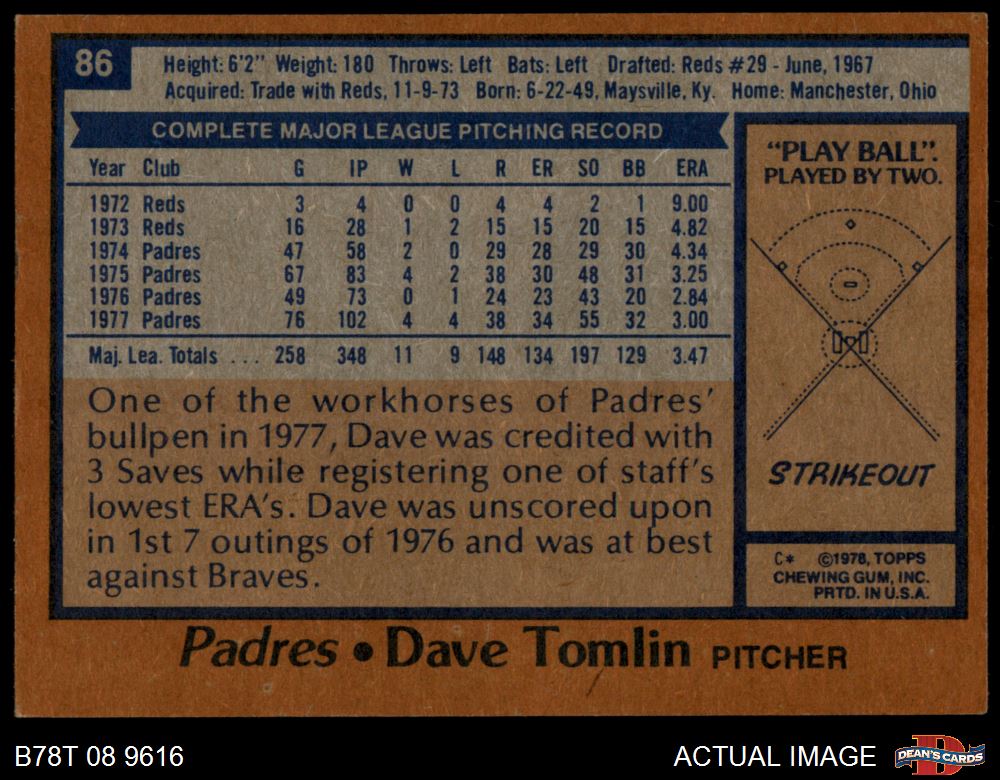 86
Height: 6'2" Weight: 180 Throws: Left Bats: Left Drafted: Reds #29 - June, 1967
Acquired: Trade with Reds, 11-9-73 Born: 6-22-49, Maysville, Ky. Home: Manchester, Ohio
COMPLETE MAJOR LEAGUE PITCHING RECORD
Year Club G IP W L R ER SO BB ERA
1972 Reds 3 4 0 0 4 4 2 1 9.00
1973 Reds 16 28 1 2 15 15 20 15 4.82
1974 Padres 47 58 2 0 29 28 29 30 4.34
1975 Padres 67 83 4 2 38 30 48 31 3.25
1976 Padres 49 73 0 1 24 23 43 20 2.84
1977 Padres 76 102 4 4 38 34 55 32 3.00
Maj. Lea. Totals . . . 258 348 11 9 148 134 197 129 3.47
One of the workhorses of Padres'
bullpen in 1977, Dave was credited with
3 Saves while registering one of staff's
lowest ERA's. Dave was unscored upon
in 1st 7 outings of 1976 and was at best
against Braves.
"PLAY BALL".
PLAYED BY TWO.
STRIKEOUT
C* ©1978, TOPPS
CHEWING GUM, INC.
PRTD. IN U.S.A.
Padres • Dave Tomlin PITCHER
B78T 08 9616
ACTUAL IMAGE
D
DEAN'S CARDS